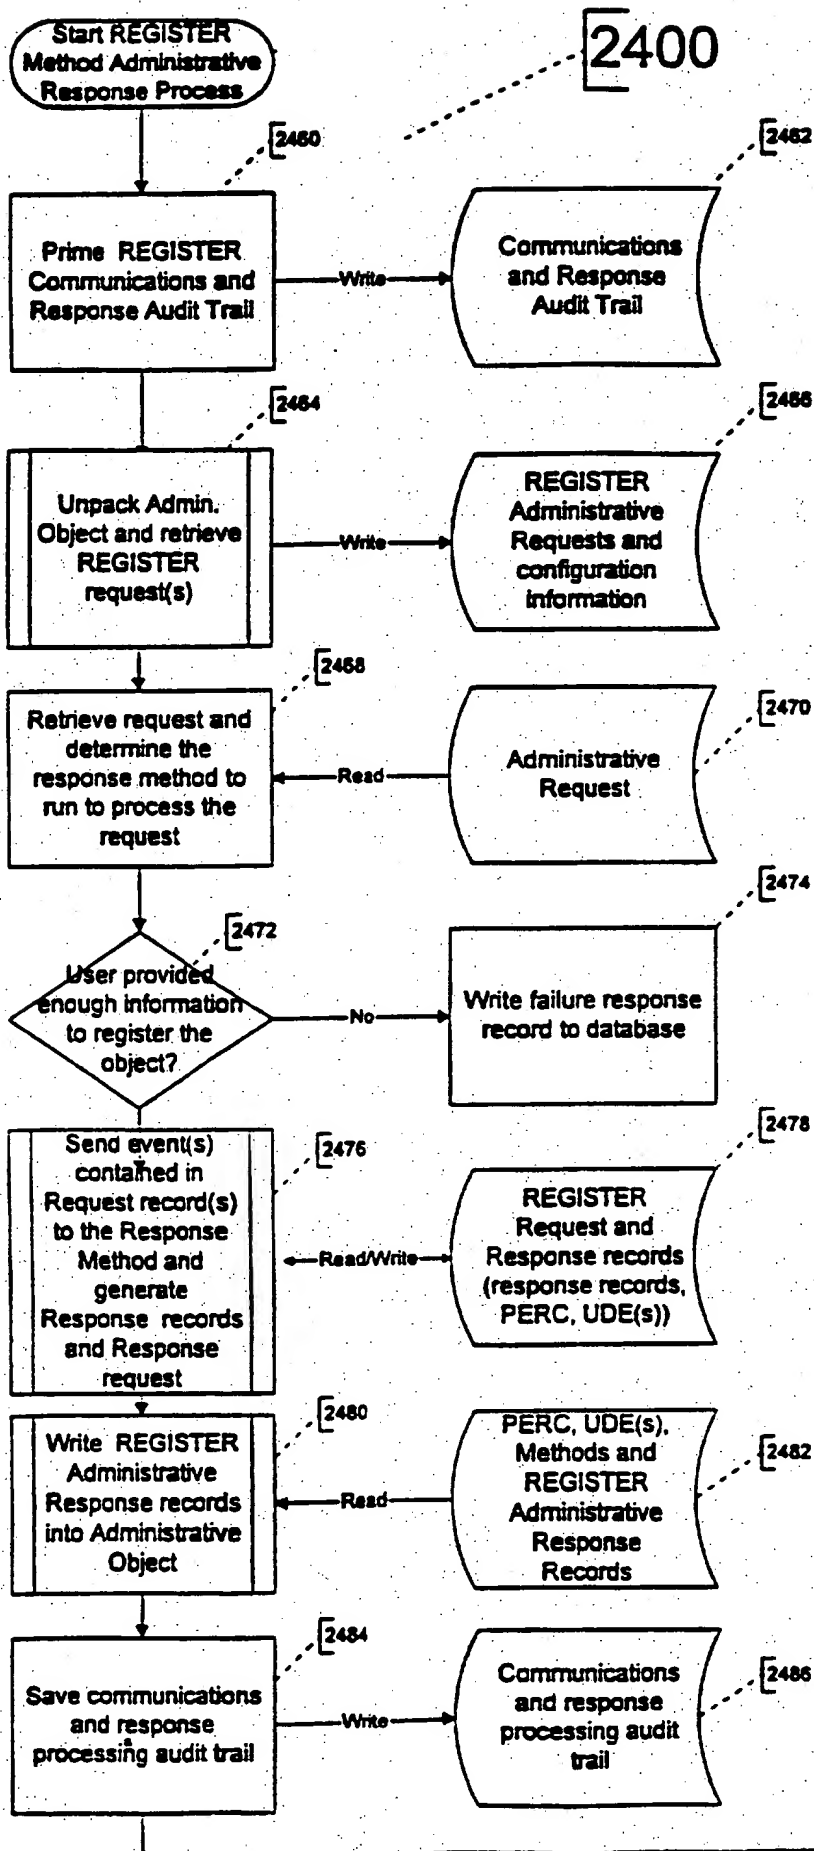 Start REGISTER
Method Administrative
Response Process
2400
2460
2462
Prime REGISTER
Communications and
Response Audit Trail
Write
Communications
and Response
Audit Trail
2464
2466
Unpack Admin.
Object and retrieve
REGISTER
request(s)
Write
REGISTER
Administrative
Requests and
configuration
information
2468
2470
Retrieve request and
determine the
response method to
run to process the
request
Read
Administrative
Request
2472
2474
User provided
enough information
to register the
object?
No
Write failure response
record to database
2476
2478
Send event(s)
contained in
Request record(s)
to the Response
Method and
generate
Response records
and Response
request
Read/Write
REGISTER
Request and
Response records
(response records,
PERC, UDE(s))
2480
2482
Write REGISTER
Administrative
Response records
into Administrative
Object
Read
PERC, UDE(s),
Methods and
REGISTER
Administrative
Response
Records
2484
2486
Save communications
and response
processing audit trail
Write
Communications
and response
processing audit
trail